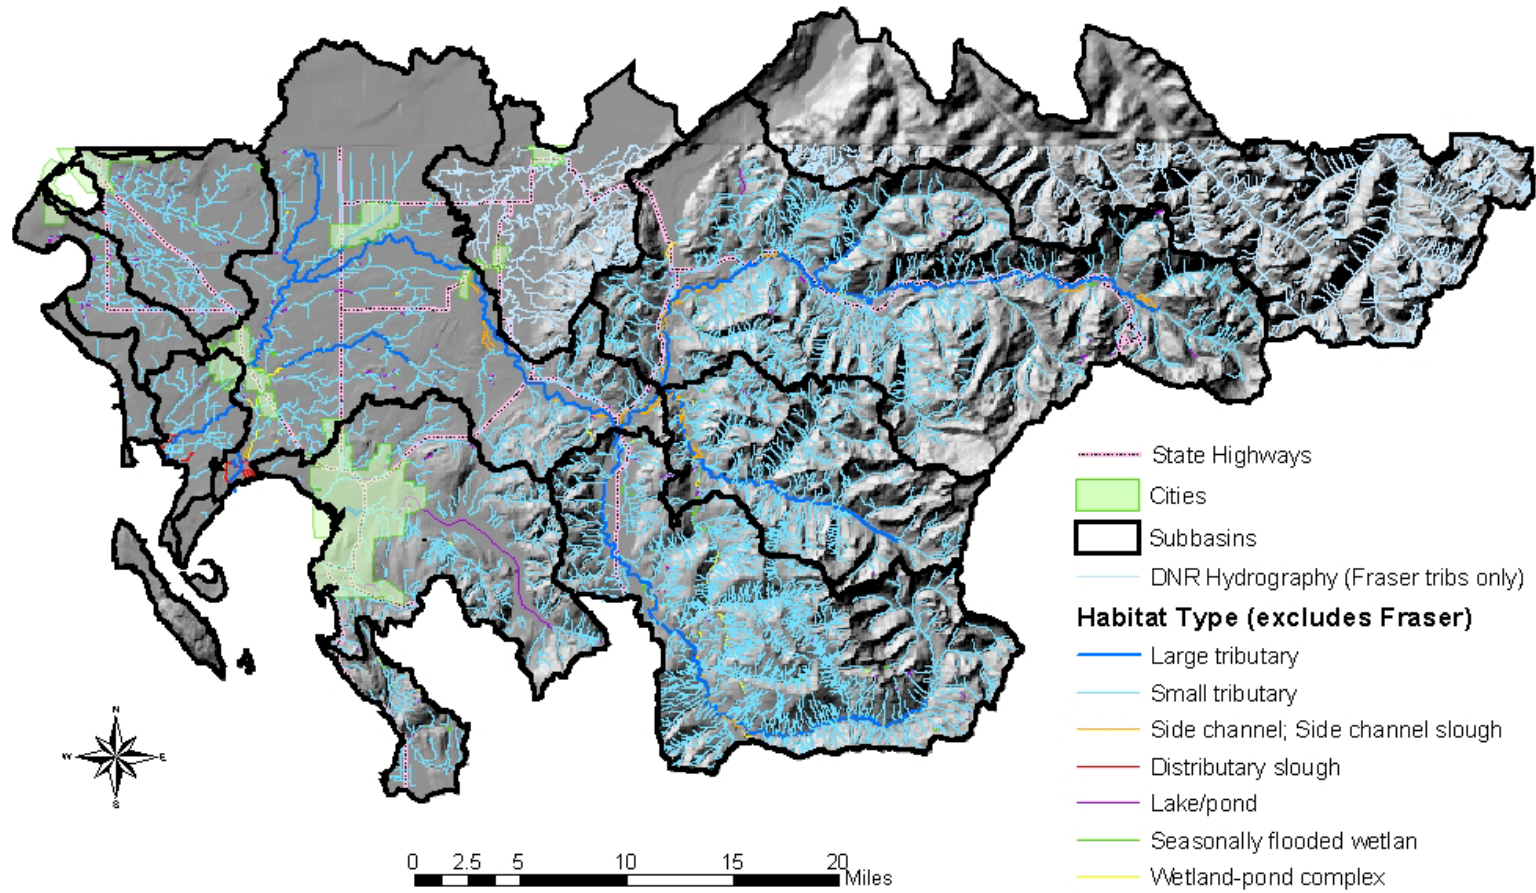 State Highways
Cities
Subbasins
DNR Hydrography (Fraser tribs only)
Habitat Type (excludes Fraser)
Large tributary
Small tributary
Side channel; Side channel slough
Distributary slough
Lake/pond
Seasonally flooded wetlan
Wetland-pond complex
N
W E
S
0 2.5 5 10 15 20
Miles